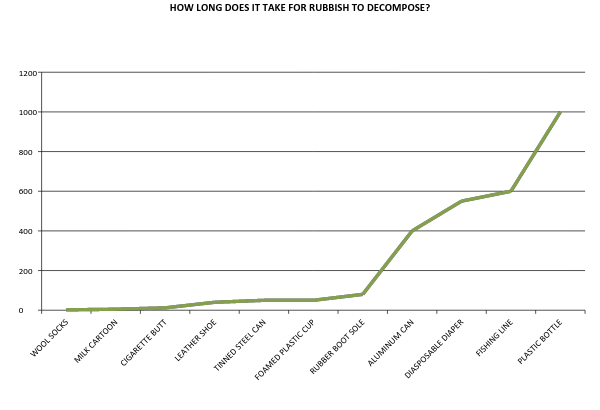 HOW LONG DOES IT TAKE FOR RUBBISH TO DECOMPOSE?
1200
1000
800
600
400
200
0
WOOL SOCKS
MILK CARTOON
CIGARETTE BUTT
LEATHER SHOE
TINNED STEEL CAN
FOAMED PLASTIC CUP
RUBBER BOOT SOLE
ALUMINUM CAN
DIASPOSABLE DIAPER
FISHING LINE
PLASTIC BOTTLE